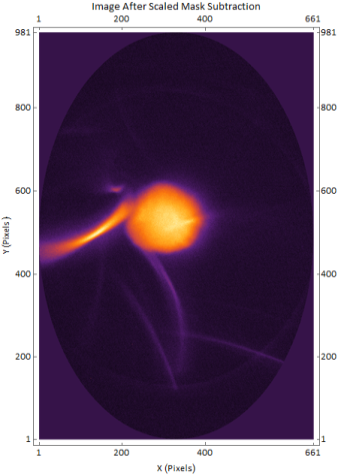 Image After Scaled Mask Subtraction
1 200 400 661
981 981
800 800
600 600
400 400
200 200
1 1
1 200 400 661
Y (Pixels)
X (Pixels)